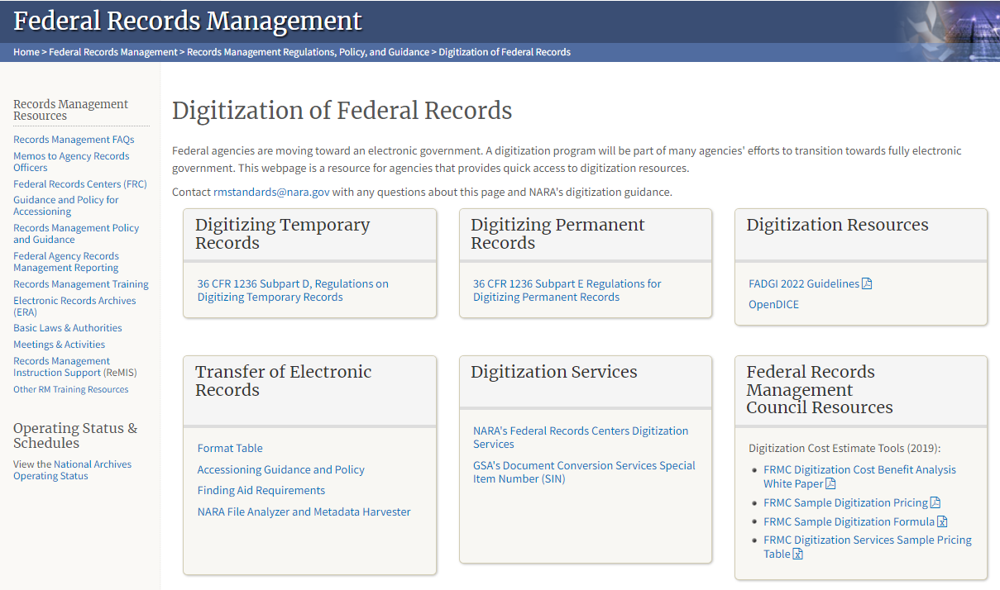 Federal Records Management
Home > Federal Records Management > Records Management Regulations, Policy, and Guidance > Digitization of Federal Records
Records Management
Resources
Records Management FAQs
Memos to Agency Records
Officers
Federal Records Centers (FRC)
Guidance and Policy for
Accessioning
Records Management Policy
and Guidance
Federal Agency Records
Management Reporting
Records Management Training
Electronic Records Archives
(ERA)
Basic Laws & Authorities
Meetings & Activities
Records Management
Instruction Support (ReMIS)
Other RM Training Resources
Operating Status &
Schedules
View the National Archives
Operating Status
Digitization of Federal Records
Federal agencies are moving toward an electronic government. A digitization program will be part of many agencies' efforts to transition towards fully electronic
government. This webpage is a resource for agencies that provides quick access to digitization resources.
Contact rmstandards@nara.gov with any questions about this page and NARA's digitization guidance.
Digitizing Temporary
Records
36 CFR 1236 Subpart D, Regulations on
Digitizing Temporary Records
Digitizing Permanent
Records
36 CFR 1236 Subpart E Regulations for
Digitizing Permanent Records
Digitization Resources
FADGI 2022 Guidelines
OpenDICE
Transfer of Electronic
Records
Format Table
Accessioning Guidance and Policy
Finding Aid Requirements
NARA File Analyzer and Metadata Harvester
Digitization Services
NARA's Federal Records Centers Digitization
Services
GSA's Document Conversion Services Special
Item Number (SIN)
Federal Records
Management
Council Resources
Digitization Cost Estimate Tools (2019):
FRMC Digitization Cost Benefit Analysis
White Paper
FRMC Sample Digitization Pricing
FRMC Sample Digitization Formula
FRMC Digitization Services Sample Pricing
Table